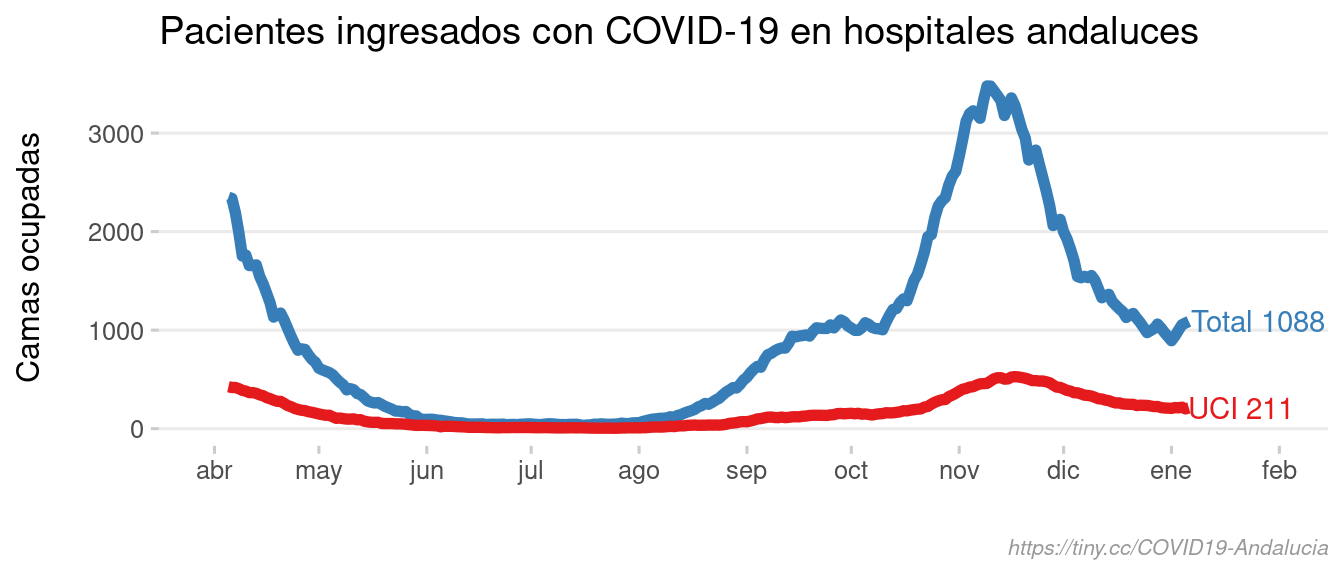 Pacientes ingresados con COVID-19 en hospitales andaluces
Camas ocupadas
3000
2000
1000
0
Total 1088
UCI 211
abr may jun jul ago sep oct nov dic ene feb
https://tiny.cc/COVID19-Andalucia